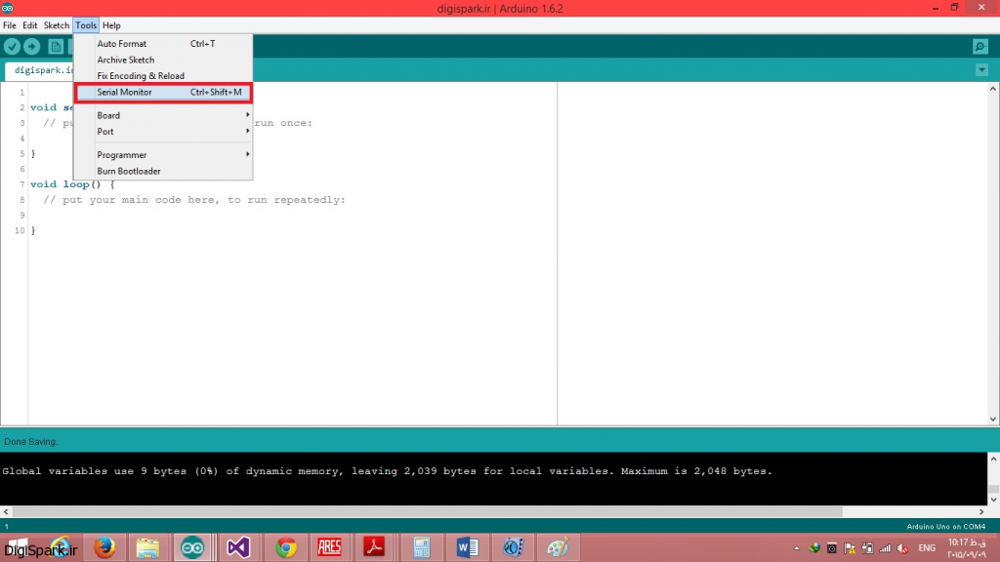 digispark.ir | Arduino 1.6.2
File Edit Sketch Tools Help
Auto Format Ctrl+T
Archive Sketch
Fix Encoding & Reload
Serial Monitor Ctrl+Shift+M
Board
Port
Programmer
Burn Bootloader
digispark.ir
1
2 void se
3 // pu run once:
4
5 }
6
7 void loop() {
8 // put your main code here, to run repeatedly:
9
10 }
Done Saving.
Global variables use 9 bytes (0%) of dynamic memory, leaving 2,039 bytes for local variables. Maximum is 2,048 bytes.
1 Arduino Uno on COM4
DigiSpark.ir
ARES
ENG
10:17 ق.ظ
۲۰۱۵/۰۹/۰۹